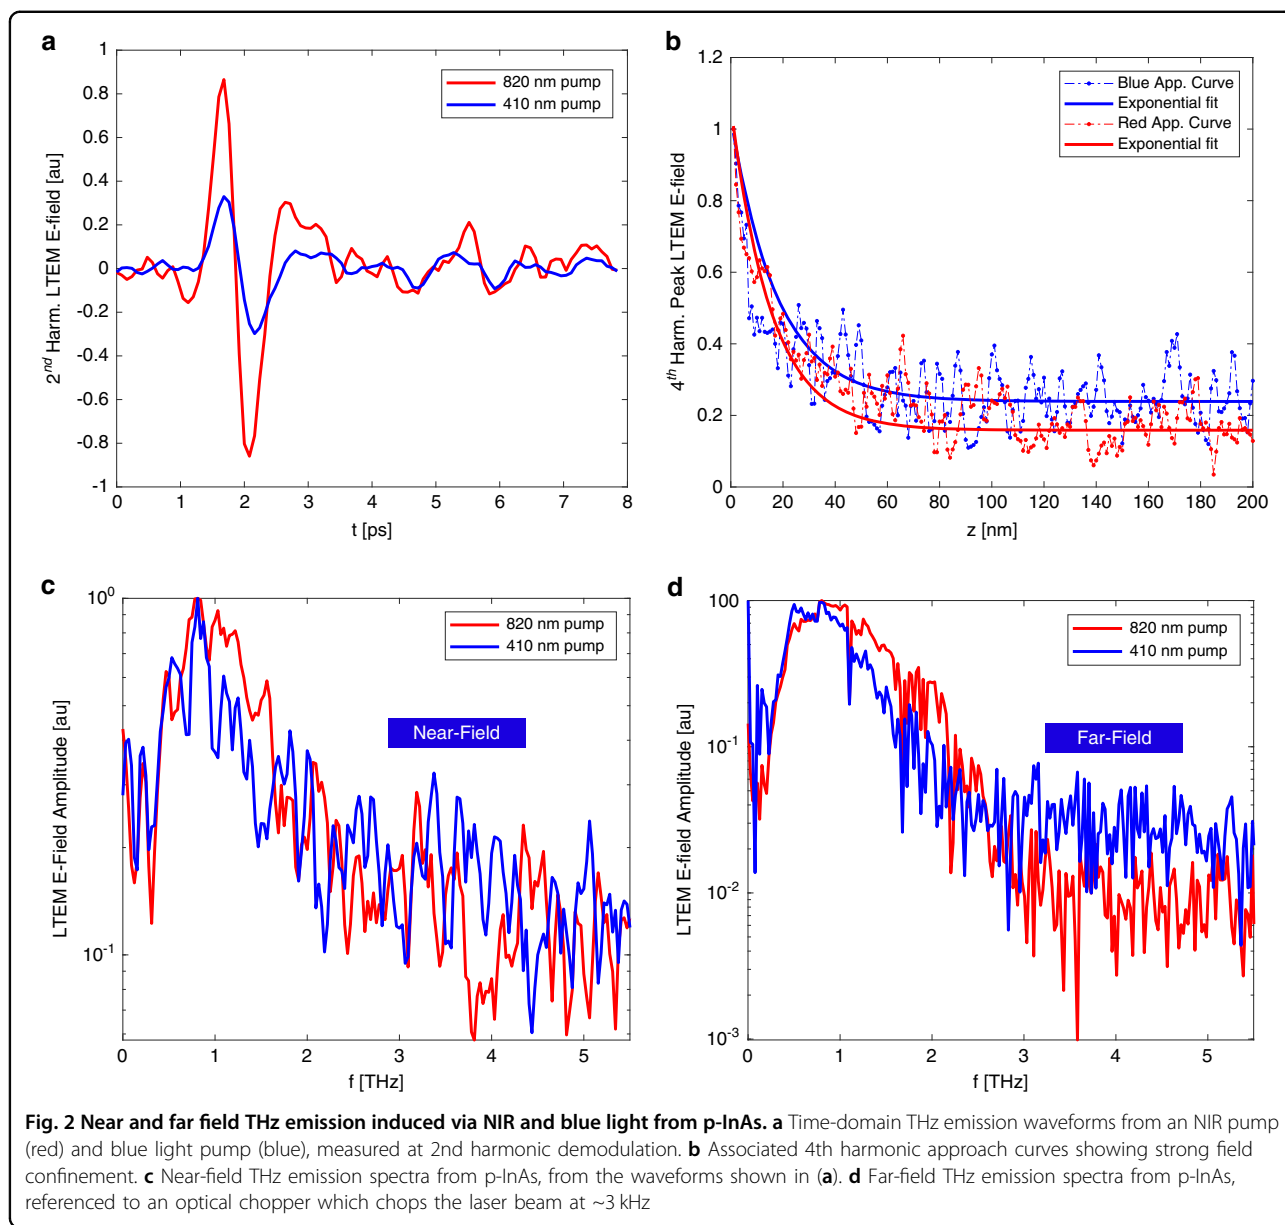 a
1
0.8
0.6
0.4
0.2
0
-0.2
-0.4
-0.6
-0.8
-1
2nd Harm. LTEM E-field [au]
820 nm pump
410 nm pump
0 1 2 3 4 5 6 7 8
t [ps]
b
1.2
1
0.8
0.6
0.4
0.2
0
4th Harm. Peak LTEM E-field
Blue App. Curve
Exponential fit
Red App. Curve
Exponential fit
0 20 40 60 80 100 120 140 160 180 200
z [nm]
c
10^0
10^-1
LTEM E-Field Amplitude [au]
820 nm pump
410 nm pump
Near-Field
0 1 2 3 4 5
f [THz]
d
100
10^-1
10^-2
10^-3
LTEM E-field Amplitude [au]
820 nm pump
410 nm pump
Far-Field
0 1 2 3 4 5
f [THz]
Fig. 2 Near and far field THz emission induced via NIR and blue light from p-InAs. a Time-domain THz emission waveforms from an NIR pump
(red) and blue light pump (blue), measured at 2nd harmonic demodulation. b Associated 4th harmonic approach curves showing strong field
confinement. c Near-field THz emission spectra from p-InAs, from the waveforms shown in (a). d Far-field THz emission spectra from p-InAs,
referenced to an optical chopper which chops the laser beam at ~3 kHz